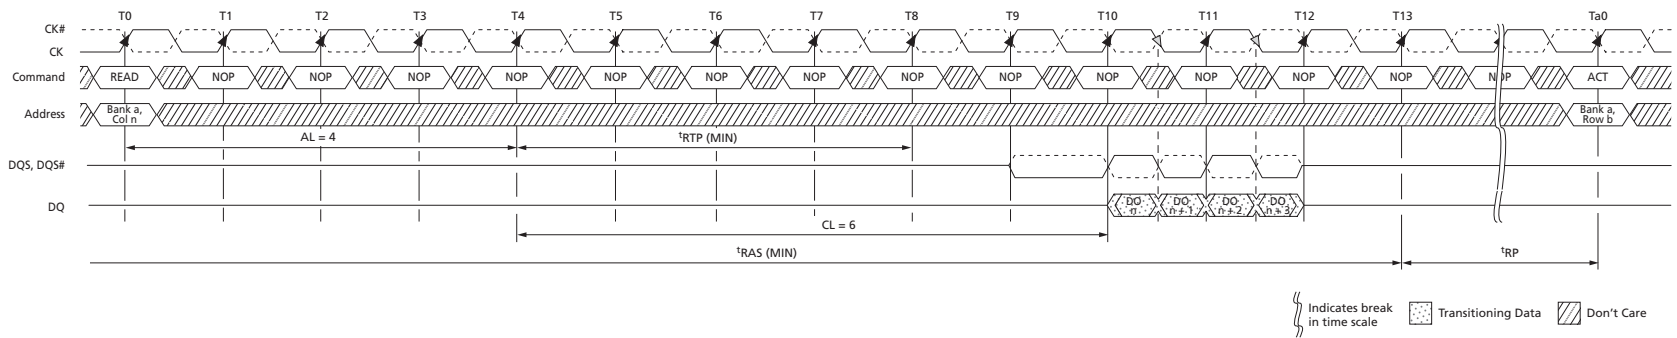 T0 T1 T2 T3 T4 T5 T6 T7 T8 T9 T10 T11 T12 T13 Ta0
CK#
CK
Command READ NOP NOP NOP NOP NOP NOP NOP NOP NOP NOP NOP NOP NOP NOP ACT
Address Bank a, Col n Bank a, Row b
AL = 4 tRTP (MIN)
DQS, DQS#
DQ DO n DO n + 1 DO n + 2 DO n + 3
CL = 6
tRAS (MIN) tRP
Indicates break
in time scale
Transitioning Data
Don't Care